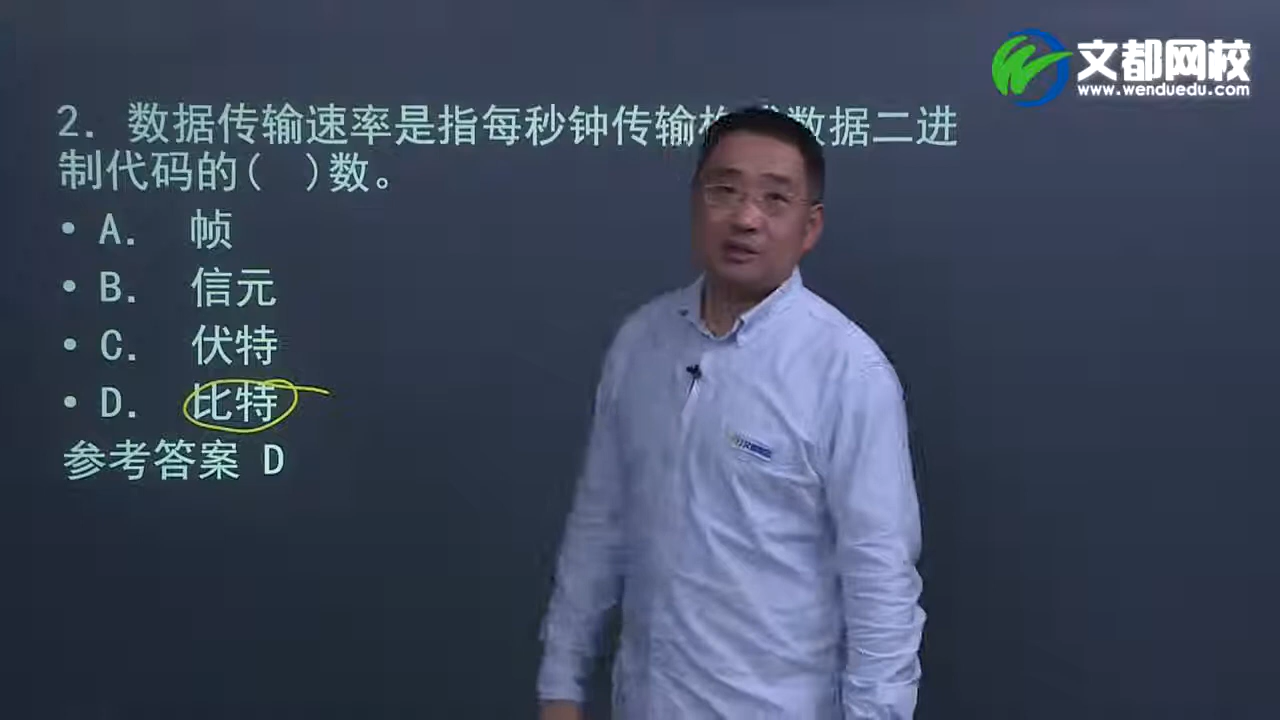 文都网校
www.wenduedu.com
2. 数据传输速率是指每秒钟传输 数据二进
制代码的( )数。
• A. 帧
• B. 信元
• C. 伏特
• D. 比特
参考答案 D